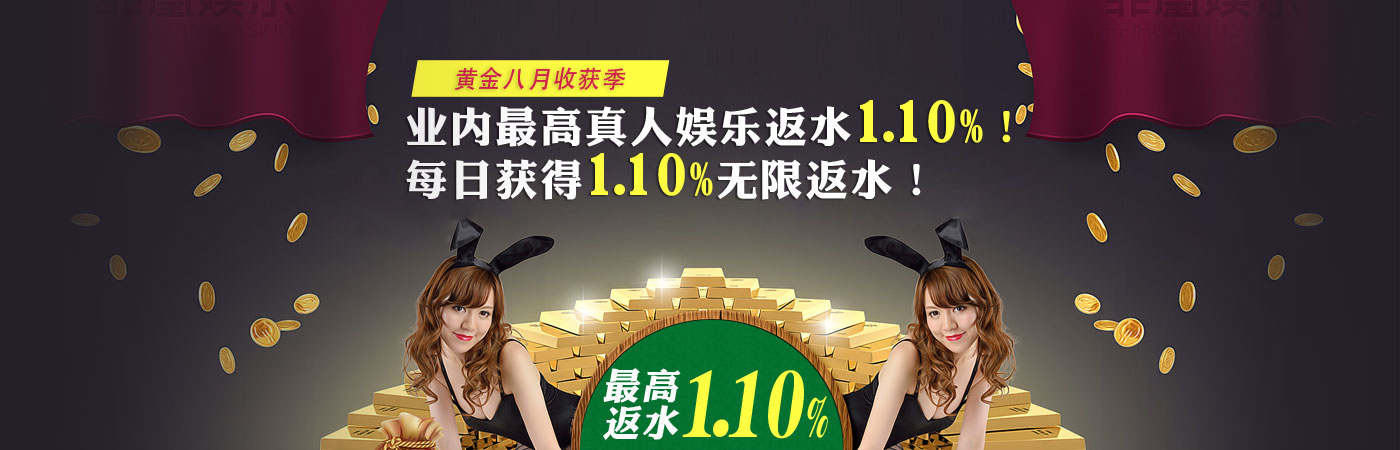 黄金八月收获季
业内最高真人娱乐返水1.10%！
每日获得1.10%无限返水！
最高
返水1.10%